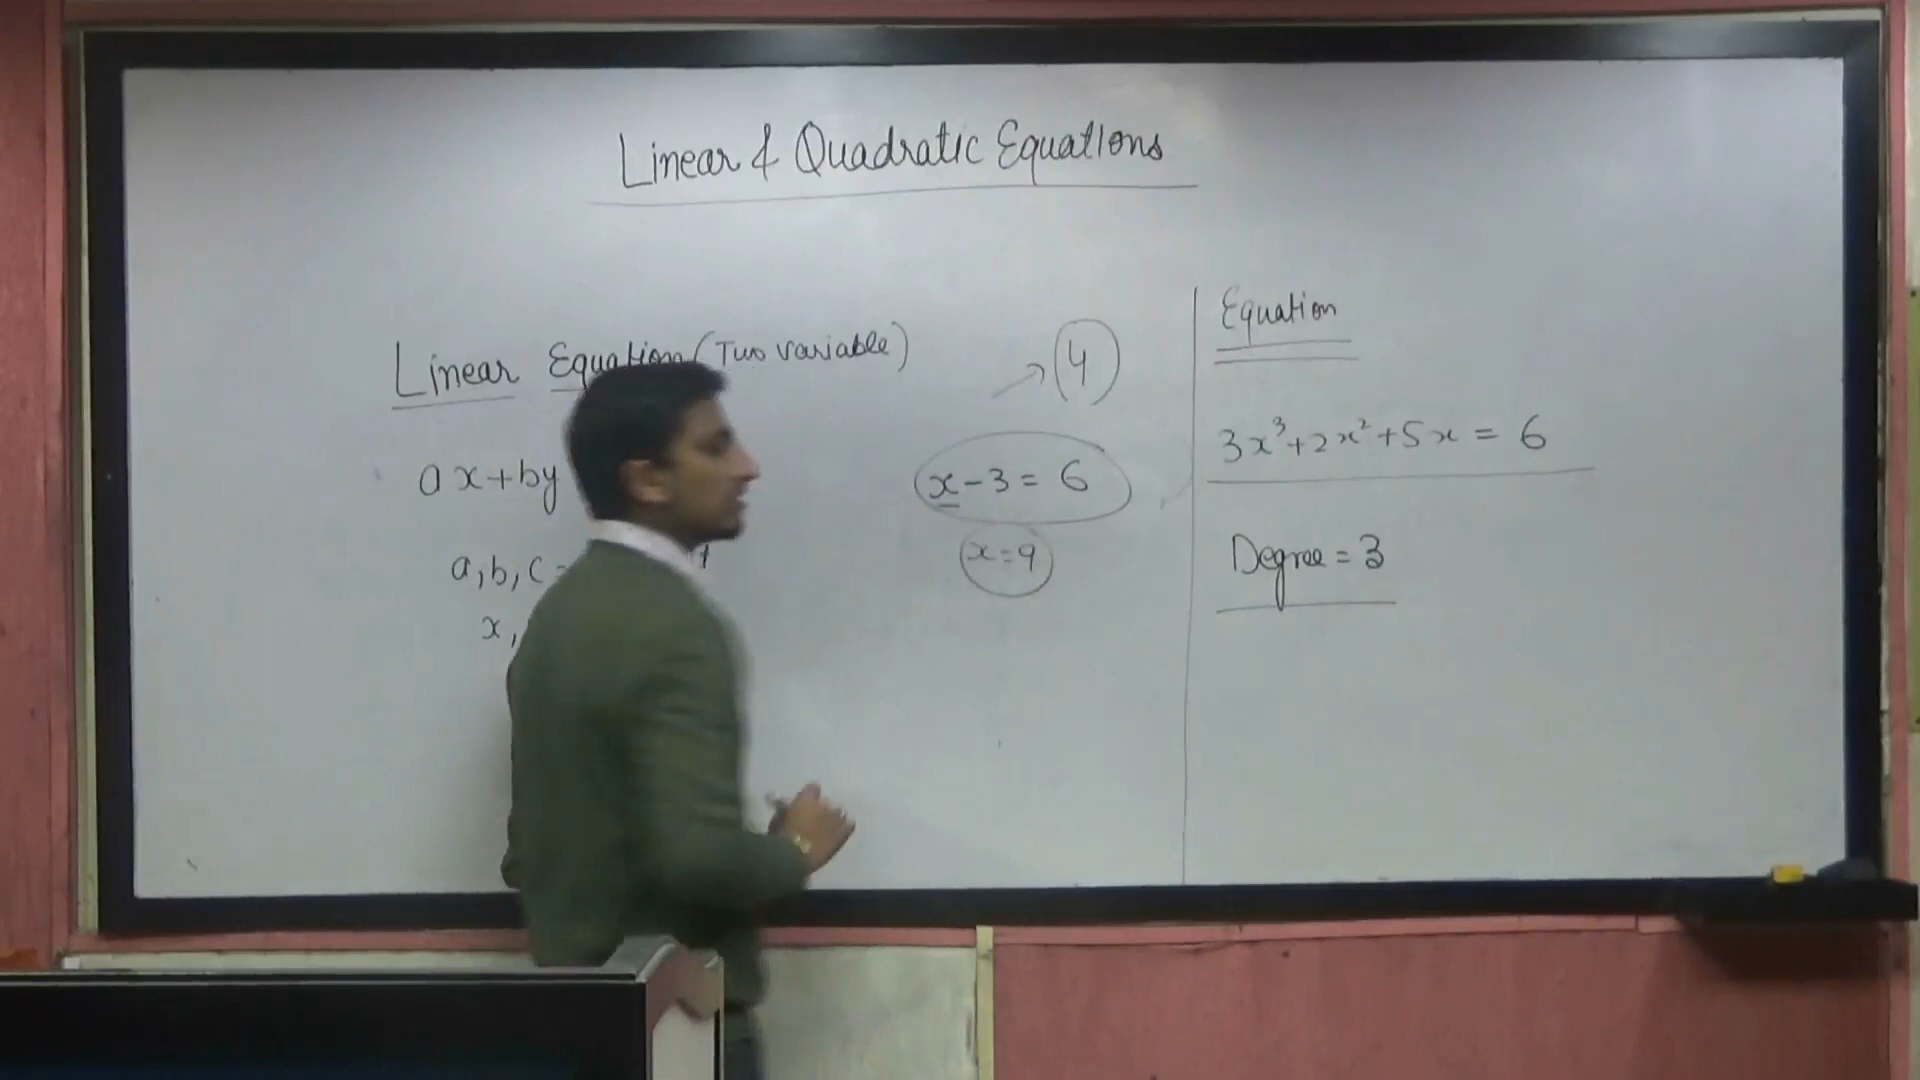 Linear & Quadratic Equations
Linear Equation (Two variable)
ax+by
a,b,c
x,
4
x-3 = 6
x=9
Equation
3x³+2x²+5x = 6
Degree = 3